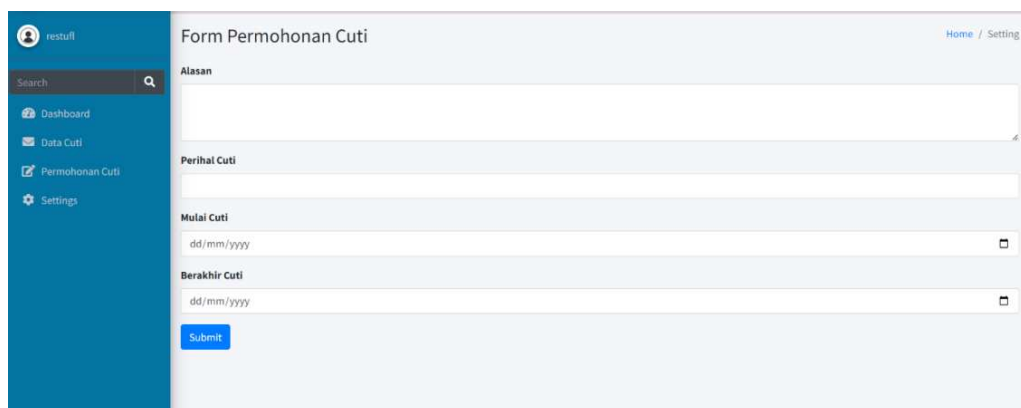 restufl
Search
Dashboard
Data Cuti
Permohonan Cuti
Settings
Form Permohonan Cuti
Home / Setting
Alasan
Perihal Cuti
Mulai Cuti
dd/mm/yyyy
Berakhir Cuti
dd/mm/yyyy
Submit